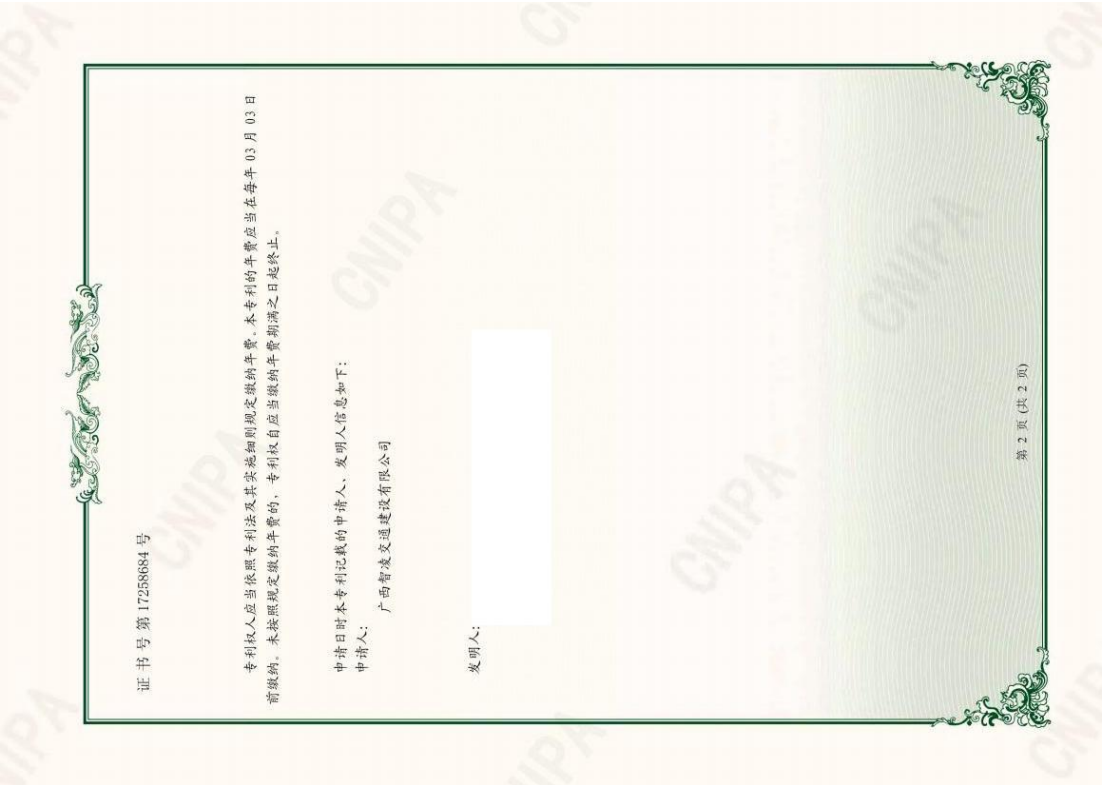 证书号第17258684号
专利权人应当依照专利法及其实施细则规定缴纳年费。本专利的年费应当在每年 03 月 03 日
前缴纳。未按照规定缴纳年费的，专利权自应当缴纳年费期满之日起终止。
申请日时本专利记载的申请人、发明人信息如下：
申请人：
广西智凌交通建设有限公司
发明人：
第 2 页 (共 2 页)
CNIPA
CNIPA
CNIPA
CNIPA